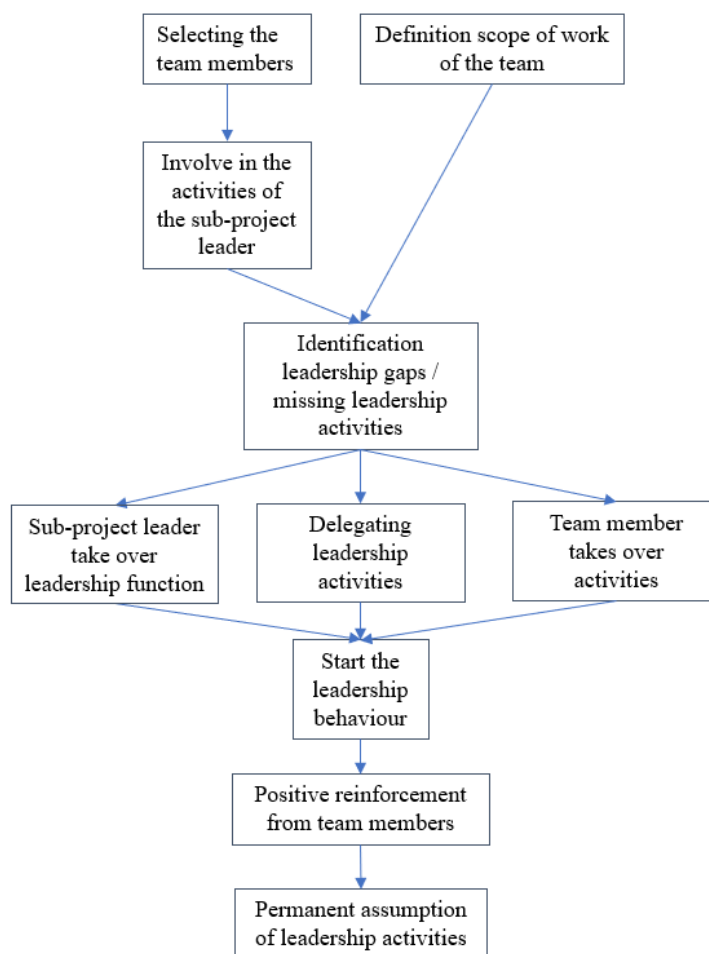 Selecting the
team members
Definition scope of work
of the team
Involve in the
activities of
the sub-project
leader
Identification
leadership gaps /
missing leadership
activities
Sub-project leader
take over
leadership function
Delegating
leadership
activities
Team member
takes over
activities
Start the
leadership
behaviour
Positive reinforcement
from team members
Permanent assumption
of leadership activities